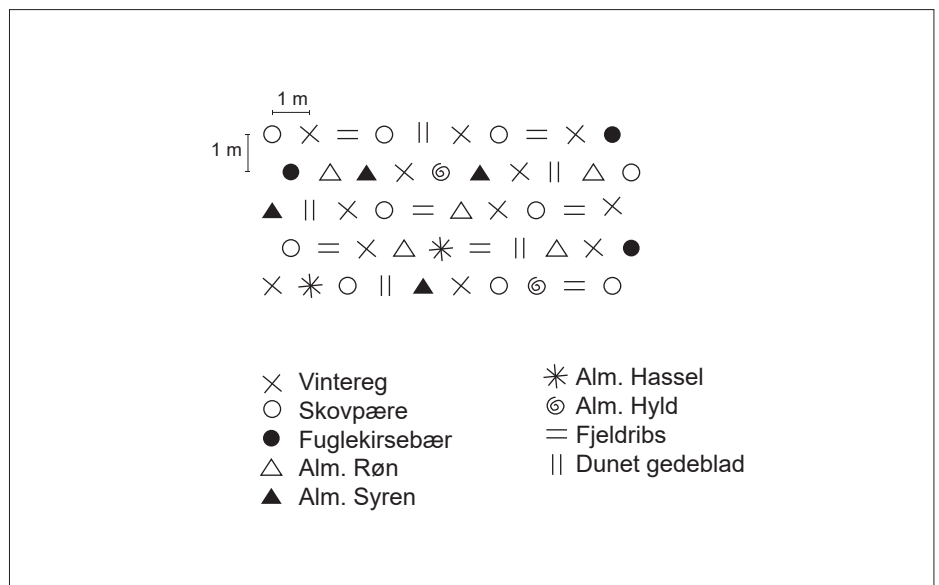 1 m
1 m
Vintereg
Skovpære
Fuglekirsebær
Alm. Røn
Alm. Syren
Alm. Hassel
Alm. Hyld
Fjeldribs
Dunet gedeblad